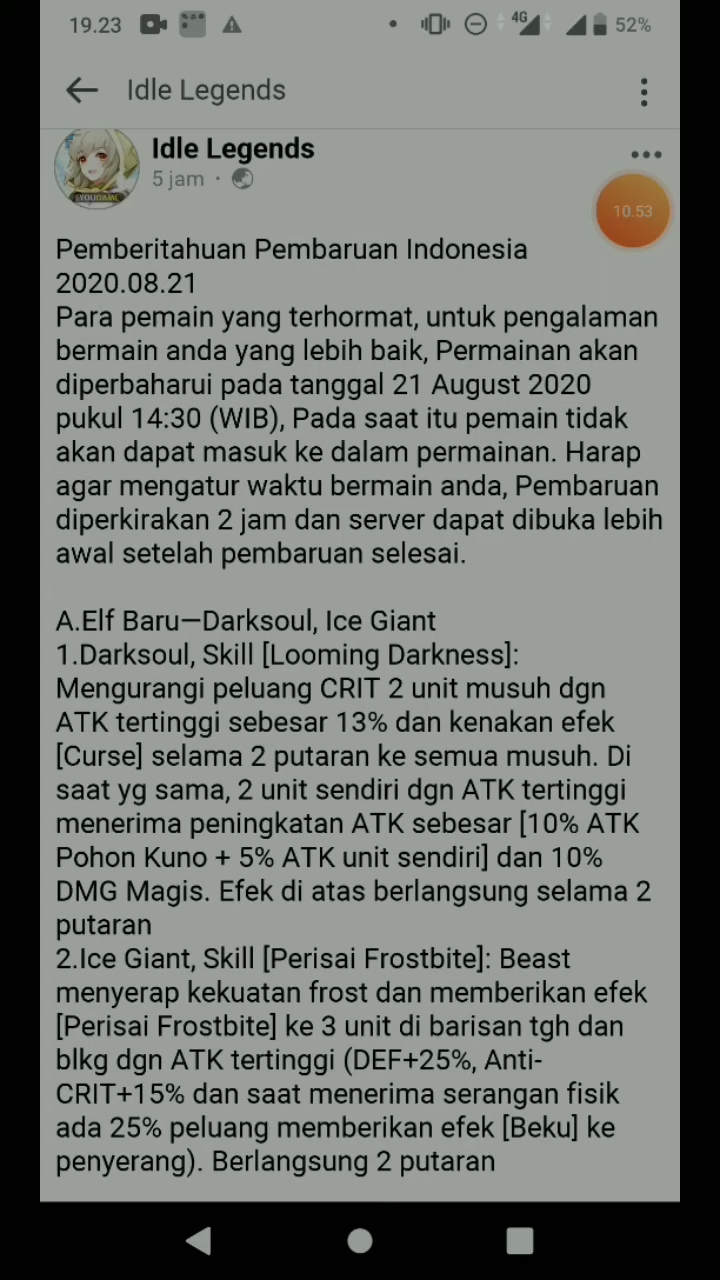 19.23
4G
52%
Idle Legends
Idle Legends
5 jam
10.53
Pemberitahuan Pembaruan Indonesia
2020.08.21
Para pemain yang terhormat, untuk pengalaman
bermain anda yang lebih baik, Permainan akan
diperbaharui pada tanggal 21 August 2020
pukul 14:30 (WIB), Pada saat itu pemain tidak
akan dapat masuk ke dalam permainan. Harap
agar mengatur waktu bermain anda, Pembaruan
diperkirakan 2 jam dan server dapat dibuka lebih
awal setelah pembaruan selesai.
A.Elf Baru—Darksoul, Ice Giant
1.Darksoul, Skill [Looming Darkness]:
Mengurangi peluang CRIT 2 unit musuh dgn
ATK tertinggi sebesar 13% dan kenakan efek
[Curse] selama 2 putaran ke semua musuh. Di
saat yg sama, 2 unit sendiri dgn ATK tertinggi
menerima peningkatan ATK sebesar [10% ATK
Pohon Kuno + 5% ATK unit sendiri] dan 10%
DMG Magis. Efek di atas berlangsung selama 2
putaran
2.Ice Giant, Skill [Perisai Frostbite]: Beast
menyerap kekuatan frost dan memberikan efek
[Perisai Frostbite] ke 3 unit di barisan tgh dan
blkg dgn ATK tertinggi (DEF+25%, Anti-
CRIT+15% dan saat menerima serangan fisik
ada 25% peluang memberikan efek [Beku] ke
penyerang). Berlangsung 2 putaran